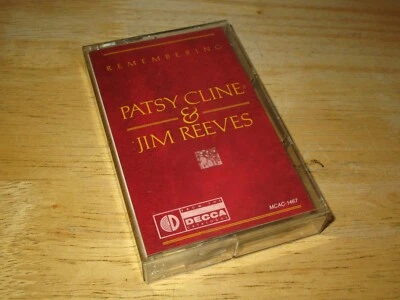 REMEMBERING
PATSY CLINE
&
JIM REEVES
DECCA
MCAC-1467